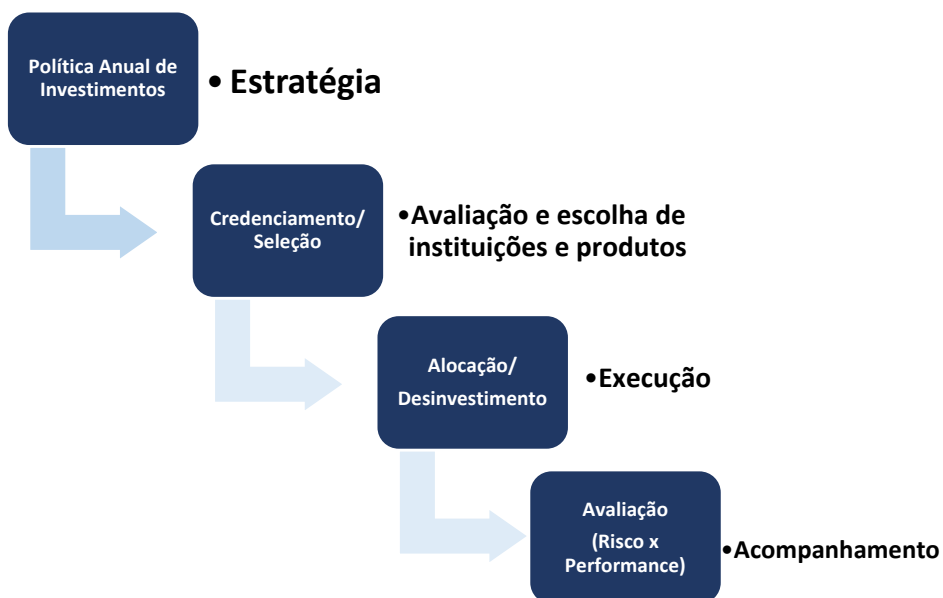 Política Anual de
Investimentos
• Estratégia
Credenciamento/
Seleção
•Avaliação e escolha de
instituições e produtos
Alocação/
Desinvestimento
•Execução
Avaliação
(Risco x
Performance)
•Acompanhamento